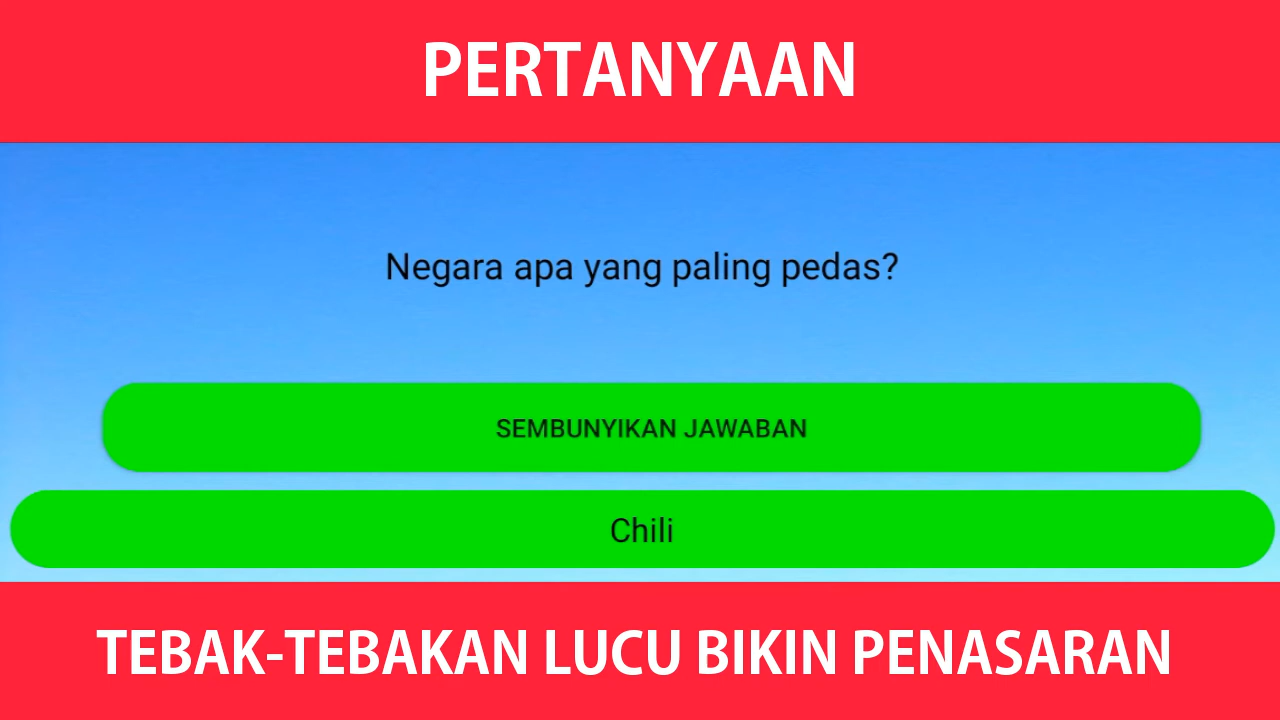 PERTANYAAN
Negara apa yang paling pedas?
SEMBUNYIKAN JAWABAN
Chili
TEBAK-TEBAKAN LUCU BIKIN PENASARAN